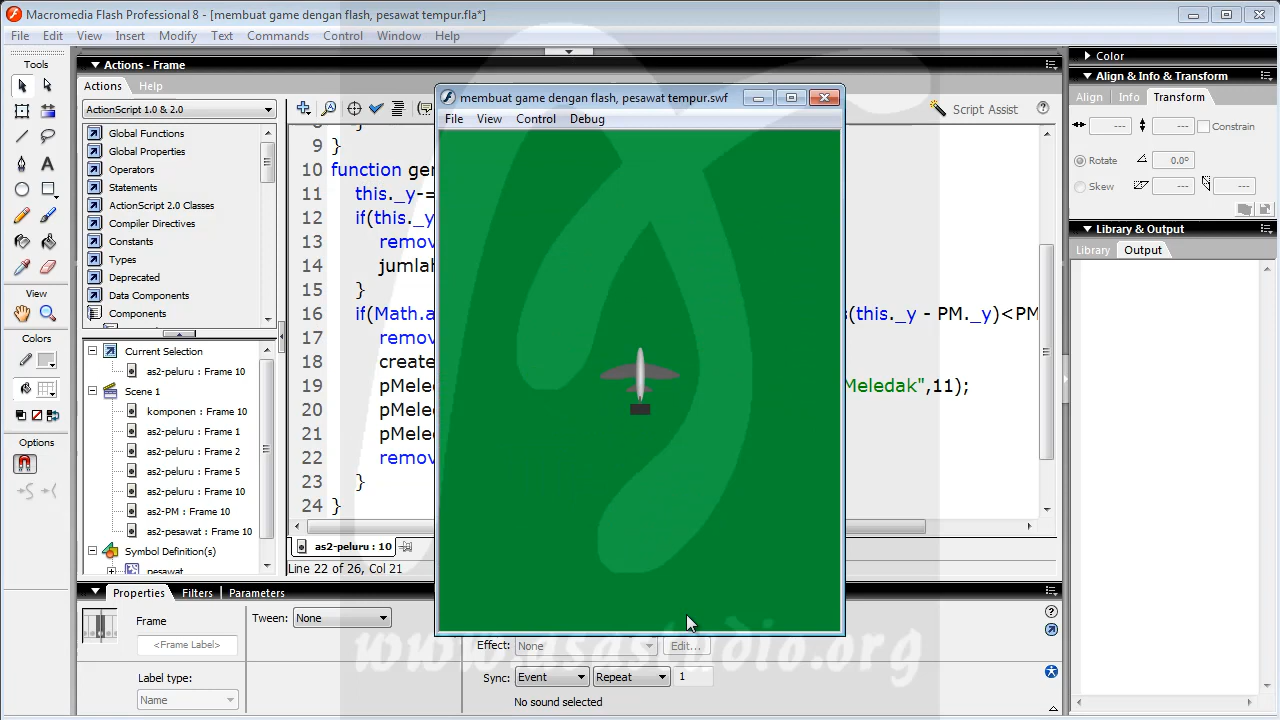 Macromedia Flash Professional 8 - [membuat game dengan flash, pesawat tempur.fla*]
File Edit View Insert Modify Text Commands Control Window Help
Tools
View
Colors
Options
Actions - Frame
Actions Help
ActionScript 1.0 & 2.0
Global Functions
Global Properties
Operators
Statements
ActionScript 2.0 Classes
Compiler Directives
Constants
Types
Deprecated
Data Components
Components
Current Selection
as2-peluru : Frame 10
Scene 1
komponen : Frame 10
as2-peluru : Frame 1
as2-peluru : Frame 2
as2-peluru : Frame 5
as2-peluru : Frame 10
as2-PM : Frame 10
as2-pesawat : Frame 10
Symbol Definition(s)
pesawat
Script Assist
9 }
10 function
11 this._y-=
12 if(this._y
13
14
15 }
16 if(Math.a (this._y - PM._y)<PM
17
18 create
19 pMele Meledak",11);
20 pMele
21 pMele
22
23 }
24 }
as2-peluru : 10
Line 22 of 26, Col 21
membuat game dengan flash, pesawat tempur.swf
File View Control Debug
Properties Filters Parameters
Frame
<Frame Label>
Label type:
Name
Tween: None
Effect: None Edit...
Sync: Event Repeat 1
No sound selected
www.asastudio.org
Color
Align & Info & Transform
Align Info Transform
--- --- Constrain
Rotate 0.0°
Skew --- ---
Library & Output
Library Output